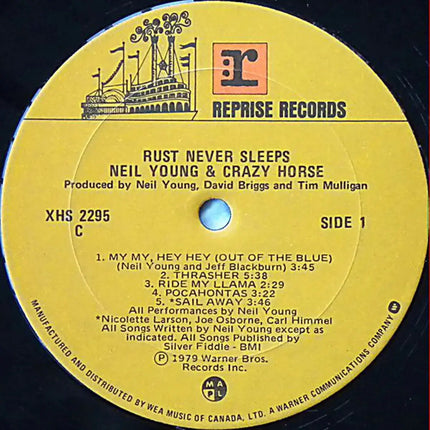 r
REPRISE RECORDS
RUST NEVER SLEEPS
NEIL YOUNG & CRAZY HORSE
Produced by Neil Young, David Briggs and Tim Mulligan
XHS 2295
C
SIDE 1
1. MY MY, HEY HEY (OUT OF THE BLUE)
(Neil Young and Jeff Blackburn) 3:45
2. THRASHER 5:38
3. RIDE MY LLAMA 2:29
4. POCAHONTAS 3:22
5. *SAIL AWAY 3:46
All Performances by Neil Young
*Nicolette Larson, Joe Osborne, Carl Himmel
All Songs Written by Neil Young except as
indicated. All Songs Published by
Silver Fiddle - BMI
Ⓟ 1979 Warner Bros.
Records Inc.
M A
P L
MANUFACTURED AND DISTRIBUTED BY WEA MUSIC OF CANADA, LTD. A WARNER COMMUNICATIONS COMPANY